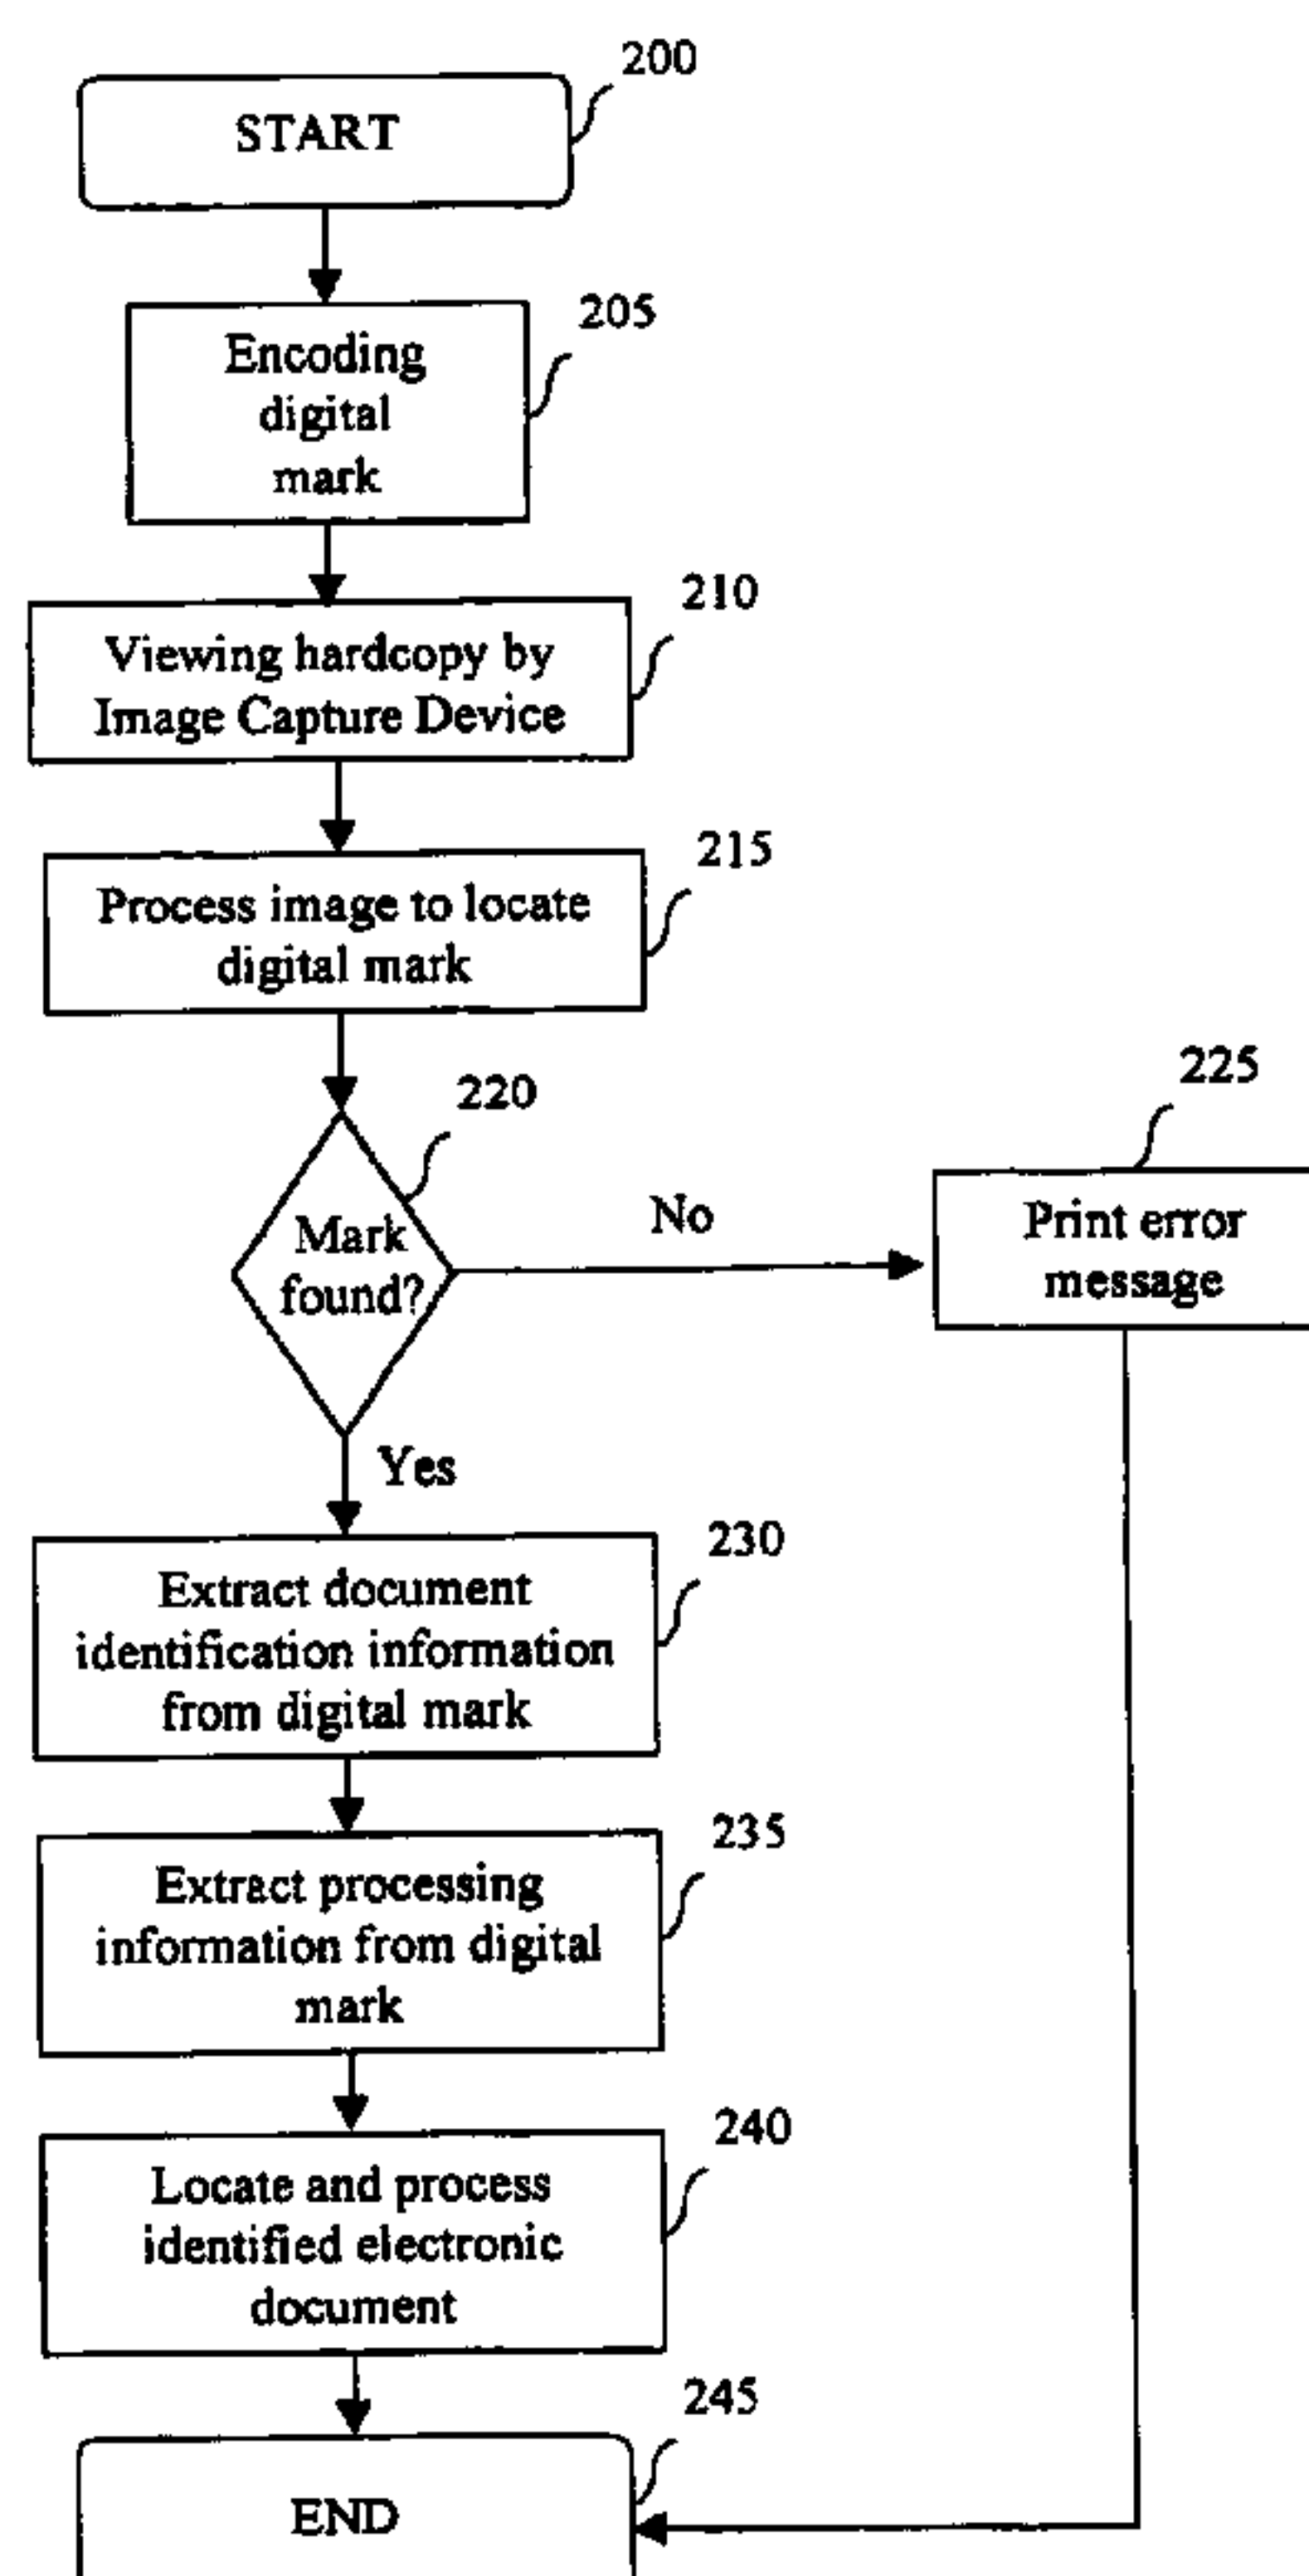 200
START
205
Encoding
digital
mark
210
Viewing hardcopy by
Image Capture Device
215
Process image to locate
digital mark
220
Mark
found?
No
225
Print error
message
Yes
230
Extract document
identification information
from digital mark
235
Extract processing
information from digital
mark
240
Locate and process
identified electronic
document
245
END